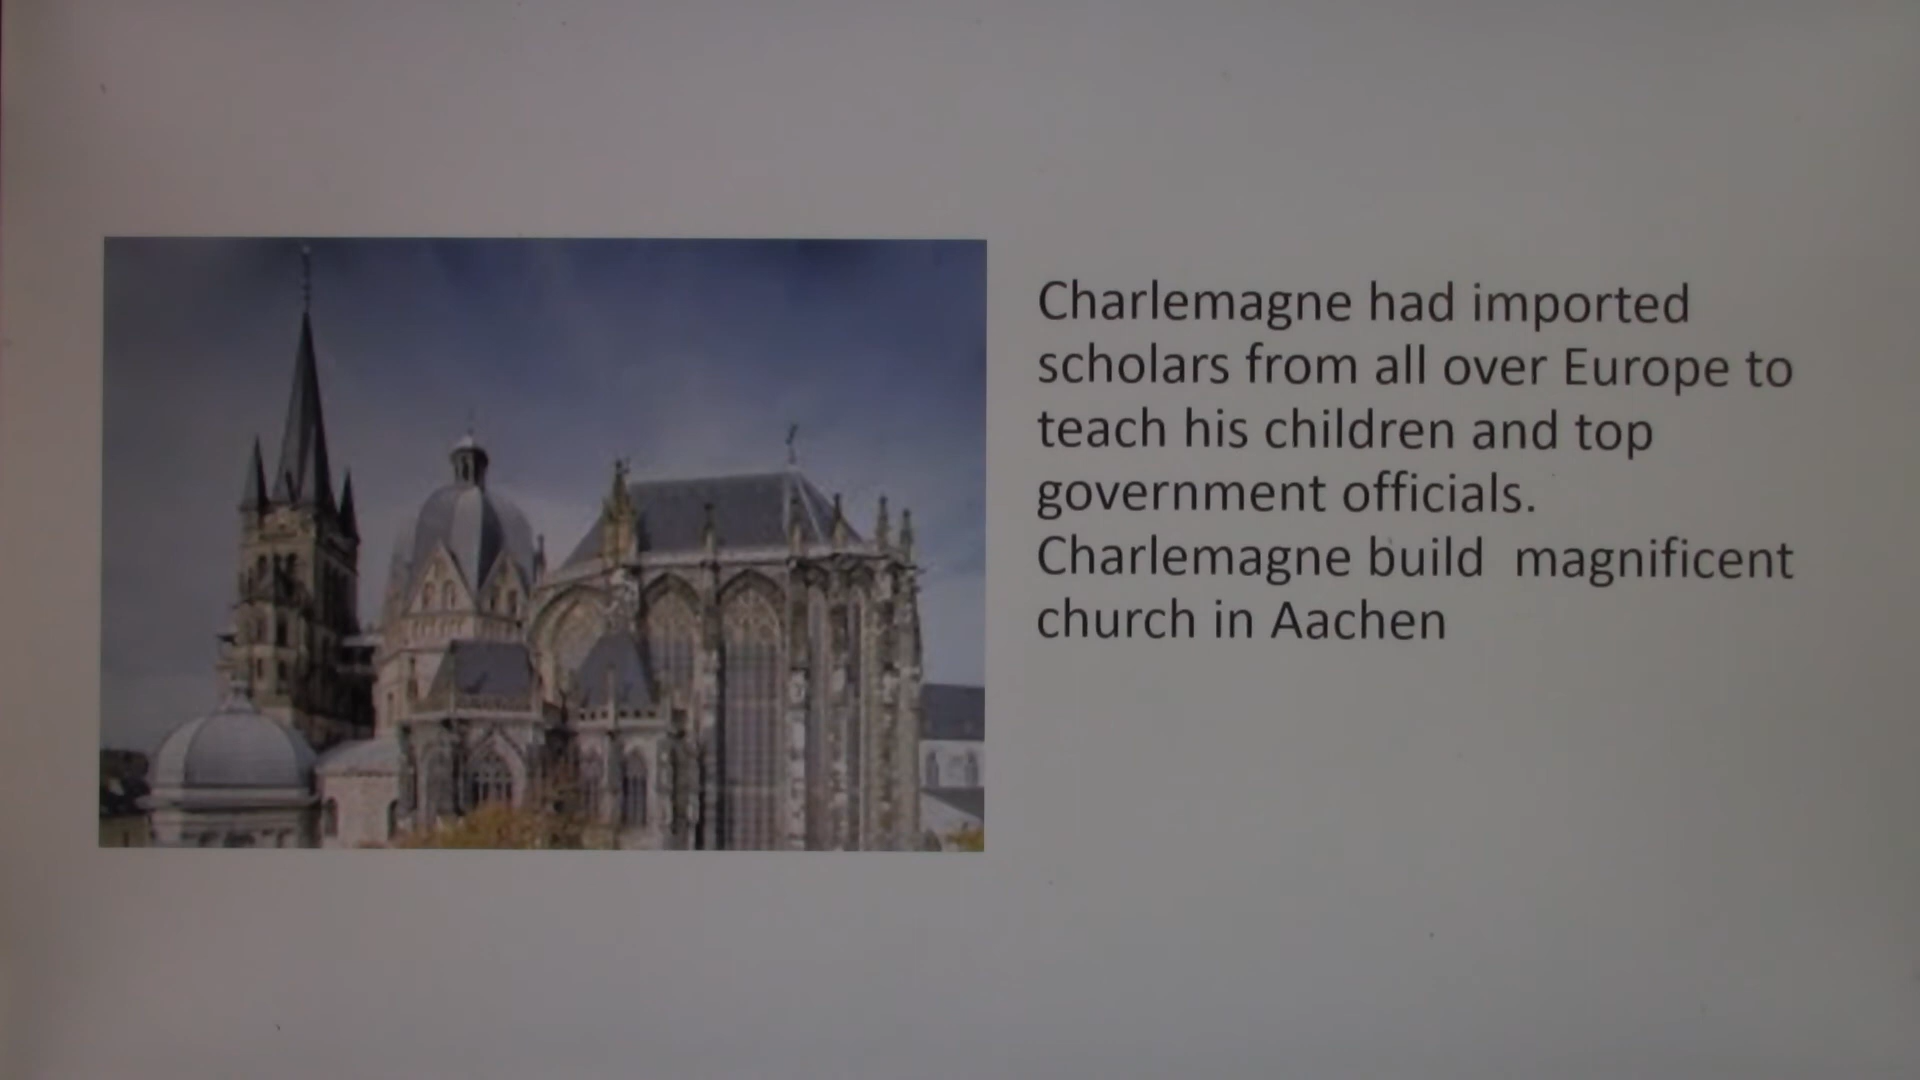 Charlemagne had imported
scholars from all over Europe to
teach his children and top
government officials.
Charlemagne build  magnificent
church in Aachen